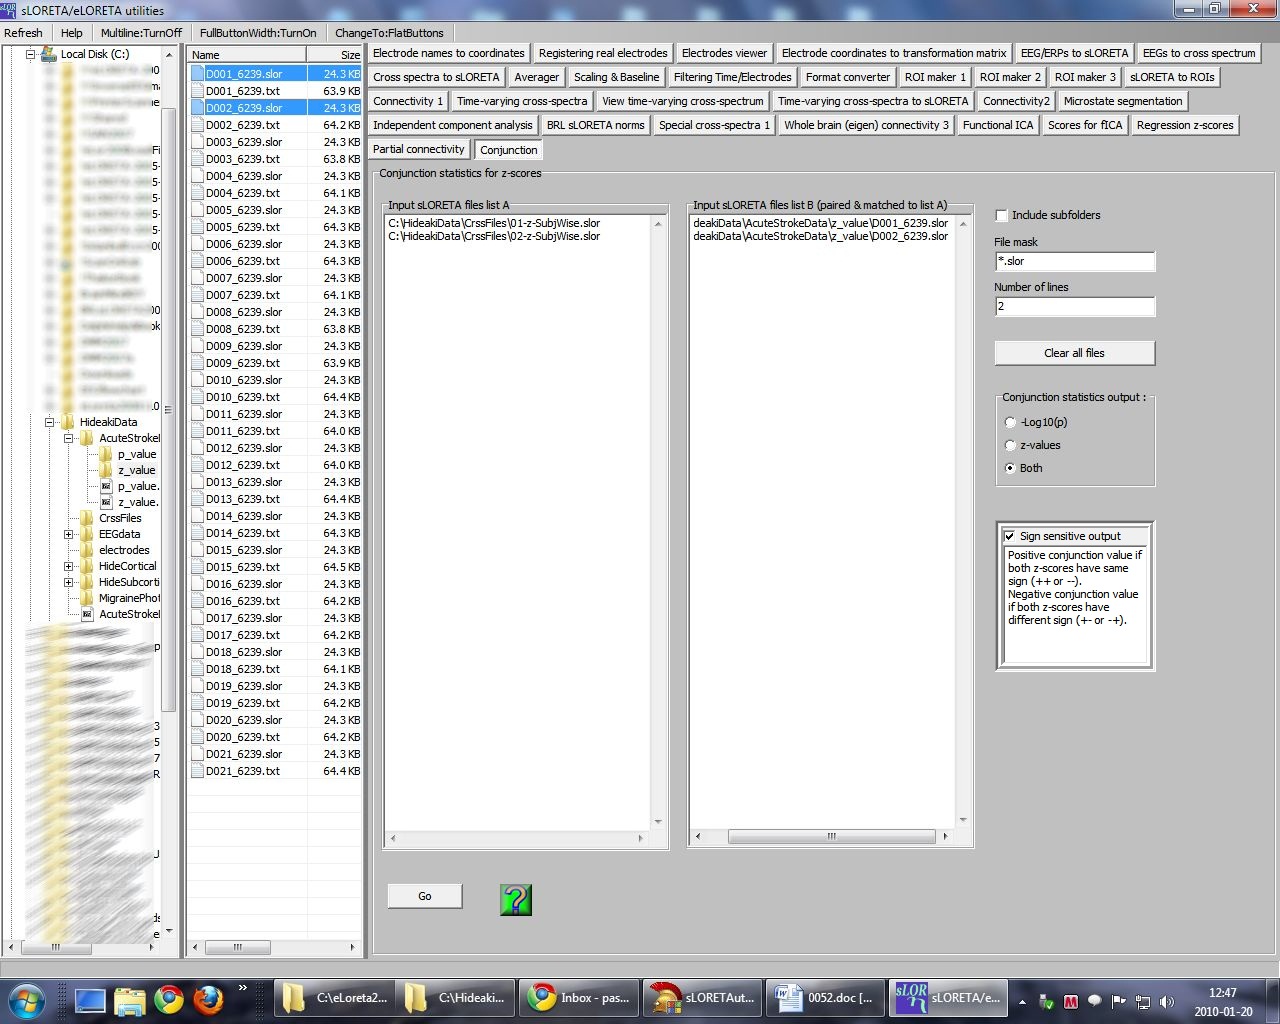 sLORETA/eLORETA utilities
Refresh Help Multiline:TurnOff FullButtonWidth:TurnOn ChangeTo:FlatButtons
Local Disk (C:)
HideakiData
p_value
z_value
p_value.
z_value.
CrssFiles
EEGdata
electrodes
HideCortical
HideSubcorti
MigrainePhot
Name Size
D001_6239.slor 24.3 KB
D001_6239.txt 63.9 KB
D002_6239.slor 24.3 KB
D002_6239.txt 64.2 KB
D003_6239.slor 24.3 KB
D003_6239.txt 63.8 KB
D004_6239.slor 24.3 KB
D004_6239.txt 64.1 KB
D005_6239.slor 24.3 KB
D005_6239.txt 63.4 KB
D006_6239.slor 24.3 KB
D006_6239.txt 64.3 KB
D007_6239.slor 24.3 KB
D007_6239.txt 64.1 KB
D008_6239.slor 24.3 KB
D008_6239.txt 63.8 KB
D009_6239.slor 24.3 KB
D009_6239.txt 63.9 KB
D010_6239.slor 24.3 KB
D010_6239.txt 64.4 KB
D011_6239.slor 24.3 KB
D011_6239.txt 64.0 KB
D012_6239.slor 24.3 KB
D012_6239.txt 64.0 KB
D013_6239.slor 24.3 KB
D013_6239.txt 64.4 KB
D014_6239.slor 24.3 KB
D014_6239.txt 64.3 KB
D015_6239.slor 24.3 KB
D015_6239.txt 64.5 KB
D016_6239.slor 24.3 KB
D016_6239.txt 64.2 KB
D017_6239.slor 24.3 KB
D017_6239.txt 64.2 KB
D018_6239.slor 24.3 KB
D018_6239.txt 64.1 KB
D019_6239.slor 24.3 KB
D019_6239.txt 64.2 KB
D020_6239.slor 24.3 KB
D020_6239.txt 64.2 KB
D021_6239.slor 24.3 KB
D021_6239.txt 64.4 KB
Electrode names to coordinates Registering real electrodes Electrodes viewer Electrode coordinates to transformation matrix EEG/ERPs to sLORETA EEGs to cross spectrum
Cross spectra to sLORETA Averager Scaling & Baseline Filtering Time/Electrodes Format converter ROI maker 1 ROI maker 2 ROI maker 3 sLORETA to ROIs
Connectivity 1 Time-varying cross-spectra View time-varying cross-spectrum Time-varying cross-spectra to sLORETA Connectivity2 Microstate segmentation
Independent component analysis BRL sLORETA norms Special cross-spectra 1 Whole brain (eigen) connectivity 3 Functional ICA Scores for fICA Regression z-scores
Partial connectivity Conjunction
Conjunction statistics for z-scores
Input sLORETA files list A
C:\HideakiData\CrssFiles\01-z-SubjWise.slor
C:\HideakiData\CrssFiles\02-z-SubjWise.slor
Input sLORETA files list B (paired & matched to list A)
deakiData\AcuteStrokeData\z_value\D001_6239.slor
deakiData\AcuteStrokeData\z_value\D002_6239.slor
Include subfolders
File mask
*.slor
Number of lines
2
Clear all files
Conjunction statistics output :
-Log10(p)
z-values
Both
Sign sensitive output
Positive conjunction value if
both z-scores have same
sign (++ or --).
Negative conjunction value
if both z-scores have
different sign (+- or -+).
Go
?
C:\eLoreta2... C:\Hideaki... Inbox - pas... sLORETAut... 0052.doc [... sLORETA/e...
12:47
2010-01-20